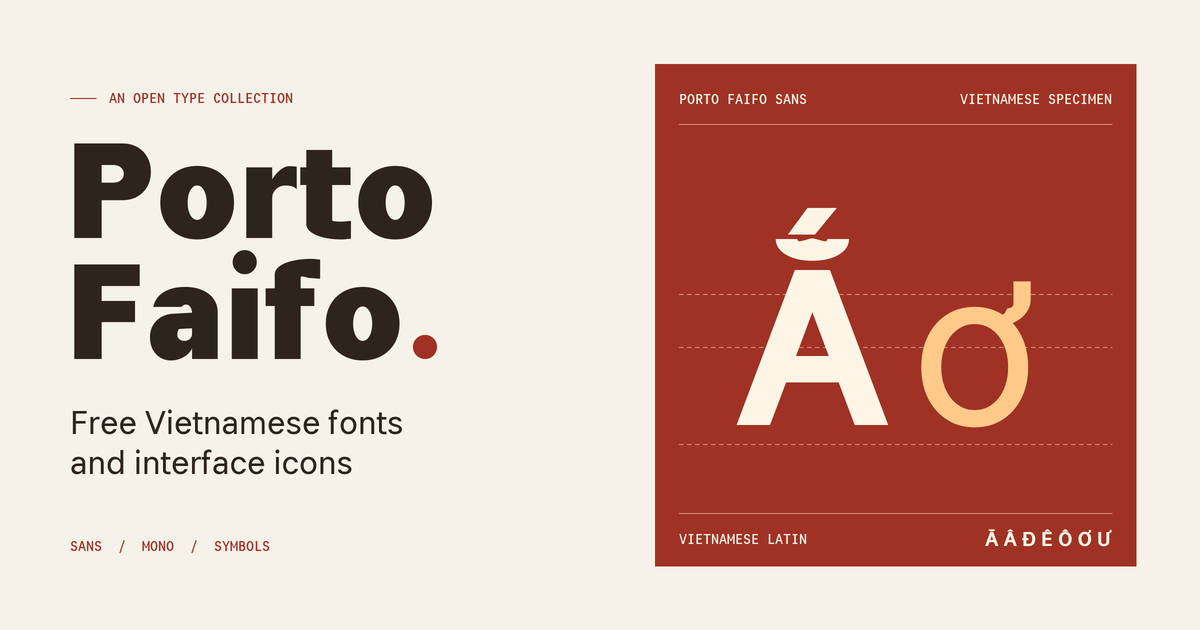 AN OPEN TYPE COLLECTION
Porto
Faifo.
Free Vietnamese fonts
and interface icons
SANS / MONO / SYMBOLS
PORTO FAIFO SANS
VIETNAMESE SPECIMEN
Ắ ơ
VIETNAMESE LATIN
Ă Â Đ Ê Ô Ơ Ư